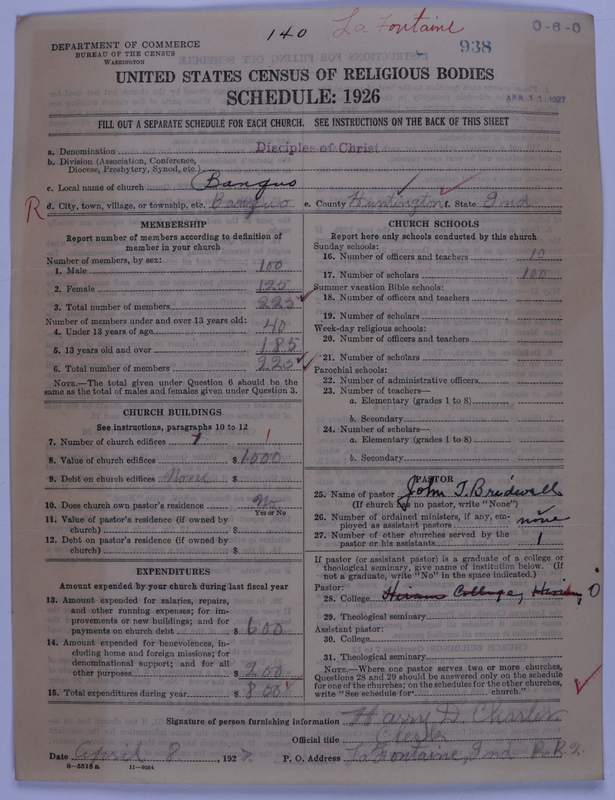 140 La Fontaine
0-6-0
938
DEPARTMENT OF COMMERCE
BUREAU OF THE CENSUS
WASHINGTON
UNITED STATES CENSUS OF RELIGIOUS BODIES
SCHEDULE: 1926
APR 11 1927
FILL OUT A SEPARATE SCHEDULE FOR EACH CHURCH. SEE INSTRUCTIONS ON THE BACK OF THIS SHEET
a. Denomination Disciples of Christ
b. Division (Association, Conference, Diocese, Presbytery, Synod, etc.)
c. Local name of church Banquo
R d. City, town, village, or township, etc. Banquo e. County Huntington f. State Ind
MEMBERSHIP
Report number of members according to definition of
member in your church
Number of members, by sex:
1. Male 100
2. Female 125
3. Total number of members 225
Number of members under and over 13 years old:
4. Under 13 years of age 40
5. 13 years old and over 185
6. Total number of members 225
NOTE.—The total given under Question 6 should be the
same as the total of males and females given under Question 3.
CHURCH BUILDINGS
See instructions, paragraphs 10 to 12
7. Number of church edifices 1
8. Value of church edifices $ 1000
9. Debt on church edifices None $
10. Does church own pastor's residence No
Yes or No
11. Value of pastor's residence (if owned by
church) $
12. Debt on pastor's residence (if owned by
church) $
EXPENDITURES
Amount expended by your church during last fiscal year
13. Amount expended for salaries, repairs,
and other running expenses; for im-
provements or new buildings; and for
payments on church debt $ 600
14. Amount expended for benevolences, in-
cluding home and foreign missions; for
denominational support; and for all
other purposes $ 200
15. Total expenditures during year $ 800
CHURCH SCHOOLS
Report here only schools conducted by this church
Sunday schools:
16. Number of officers and teachers 10
17. Number of scholars 100
Summer vacation Bible schools:
18. Number of officers and teachers
19. Number of scholars
Week-day religious schools:
20. Number of officers and teachers
21. Number of scholars
Parochial schools:
22. Number of administrative officers
23. Number of teachers—
a. Elementary (grades 1 to 8)
b. Secondary
24. Number of scholars—
a. Elementary (grades 1 to 8)
b. Secondary
PASTOR
25. Name of pastor John T. Bridwell
(If church has no pastor, write "None")
26. Number of ordained ministers, if any, em-
ployed as assistant pastors none
27. Number of other churches served by the
pastor or his assistants 1
If pastor (or assistant pastor) is a graduate of a college or
theological seminary, give name of institution below. (If
not a graduate, write "No" in the space indicated.)
Pastor:
28. College Hiram College, Hiram, O
29. Theological seminary
Assistant pastor:
30. College
31. Theological seminary
NOTE.—Where one pastor serves two or more churches,
Questions 28 and 29 should be answered only on the schedule
for one of the churches; on the schedules for the other churches,
write "See schedule for church."
Signature of person furnishing information Harry D. Charter
Official title Clerk
Date April 8, 1927 P. O. Address La Fontaine, Ind R.R.2.
8—5518 a 11—9034